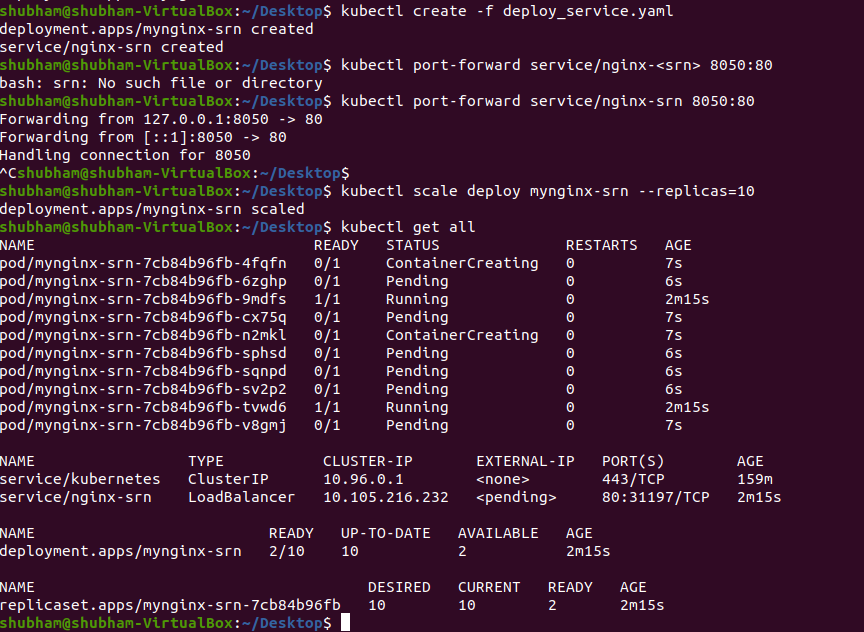 shubham@shubham-VirtualBox:~/Desktop$ kubectl create -f deploy_service.yaml
deployment.apps/mynginx-srn created
service/nginx-srn created
shubham@shubham-VirtualBox:~/Desktop$ kubectl port-forward service/nginx-<srn> 8050:80
bash: srn: No such file or directory
shubham@shubham-VirtualBox:~/Desktop$ kubectl port-forward service/nginx-srn 8050:80
Forwarding from 127.0.0.1:8050 -> 80
Forwarding from [::1]:8050 -> 80
Handling connection for 8050
^Cshubham@shubham-VirtualBox:~/Desktop$
shubham@shubham-VirtualBox:~/Desktop$ kubectl scale deploy mynginx-srn --replicas=10
deployment.apps/mynginx-srn scaled
shubham@shubham-VirtualBox:~/Desktop$ kubectl get all
NAME READY STATUS RESTARTS AGE
pod/mynginx-srn-7cb84b96fb-4fqfn 0/1 ContainerCreating 0 7s
pod/mynginx-srn-7cb84b96fb-6zghp 0/1 Pending 0 6s
pod/mynginx-srn-7cb84b96fb-9mdfs 1/1 Running 0 2m15s
pod/mynginx-srn-7cb84b96fb-cx75q 0/1 Pending 0 7s
pod/mynginx-srn-7cb84b96fb-n2mkl 0/1 ContainerCreating 0 7s
pod/mynginx-srn-7cb84b96fb-sphsd 0/1 Pending 0 6s
pod/mynginx-srn-7cb84b96fb-sqnpd 0/1 Pending 0 6s
pod/mynginx-srn-7cb84b96fb-sv2p2 0/1 Pending 0 6s
pod/mynginx-srn-7cb84b96fb-tvwd6 1/1 Running 0 2m15s
pod/mynginx-srn-7cb84b96fb-v8gmj 0/1 Pending 0 7s
NAME TYPE CLUSTER-IP EXTERNAL-IP PORT(S) AGE
service/kubernetes ClusterIP 10.96.0.1 <none> 443/TCP 159m
service/nginx-srn LoadBalancer 10.105.216.232 <pending> 80:31197/TCP 2m15s
NAME READY UP-TO-DATE AVAILABLE AGE
deployment.apps/mynginx-srn 2/10 10 2 2m15s
NAME DESIRED CURRENT READY AGE
replicaset.apps/mynginx-srn-7cb84b96fb 10 10 2 2m15s
shubham@shubham-VirtualBox:~/Desktop$